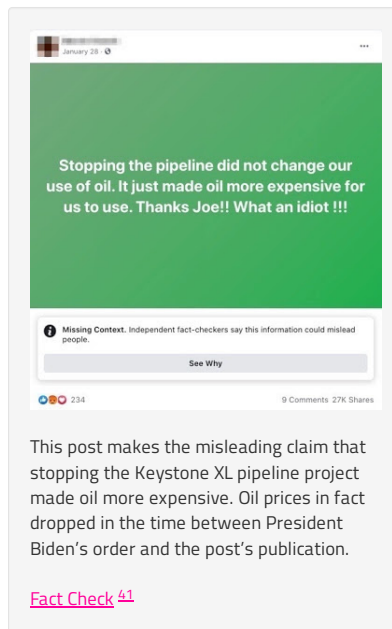 January 28
Stopping the pipeline did not change our
use of oil. It just made oil more expensive for
us to use. Thanks Joe!! What an idiot !!!
Missing Context. Independent fact-checkers say this information could mislead
people.
See Why
234
9 Comments 27K Shares
This post makes the misleading claim that
stopping the Keystone XL pipeline project
made oil more expensive. Oil prices in fact
dropped in the time between President
Biden’s order and the post’s publication.
Fact Check 41